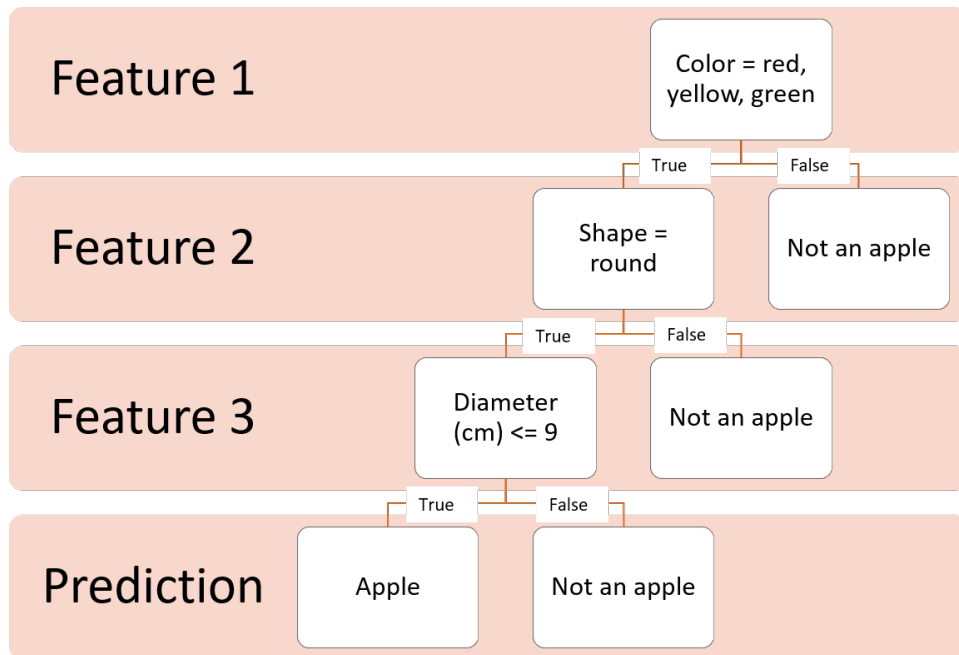 Feature 1
Color = red,
yellow, green
True
False
Feature 2
Shape =
round
Not an apple
True
False
Feature 3
Diameter
(cm) <= 9
Not an apple
True
False
Prediction
Apple
Not an apple